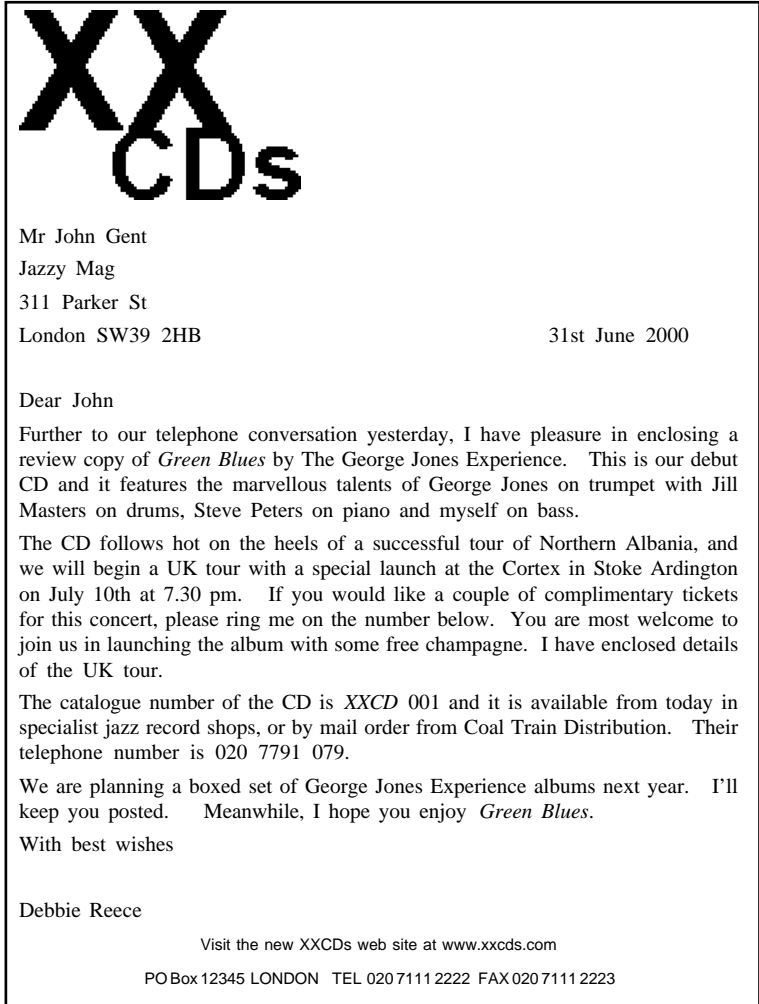 XX
CDs
Mr John Gent
Jazzy Mag
311 Parker St
London SW39 2HB 31st June 2000
Dear John
Further to our telephone conversation yesterday, I have pleasure in enclosing a
review copy of Green Blues by The George Jones Experience. This is our debut
CD and it features the marvellous talents of George Jones on trumpet with Jill
Masters on drums, Steve Peters on piano and myself on bass.
The CD follows hot on the heels of a successful tour of Northern Albania, and
we will begin a UK tour with a special launch at the Cortex in Stoke Ardington
on July 10th at 7.30 pm. If you would like a couple of complimentary tickets
for this concert, please ring me on the number below. You are most welcome to
join us in launching the album with some free champagne. I have enclosed details
of the UK tour.
The catalogue number of the CD is XXCD 001 and it is available from today in
specialist jazz record shops, or by mail order from Coal Train Distribution. Their
telephone number is 020 7791 079.
We are planning a boxed set of George Jones Experience albums next year. I'll
keep you posted. Meanwhile, I hope you enjoy Green Blues.
With best wishes
Debbie Reece
Visit the new XXCDs web site at www.xxcds.com
PO Box 12345 LONDON TEL 020 7111 2222 FAX 020 7111 2223